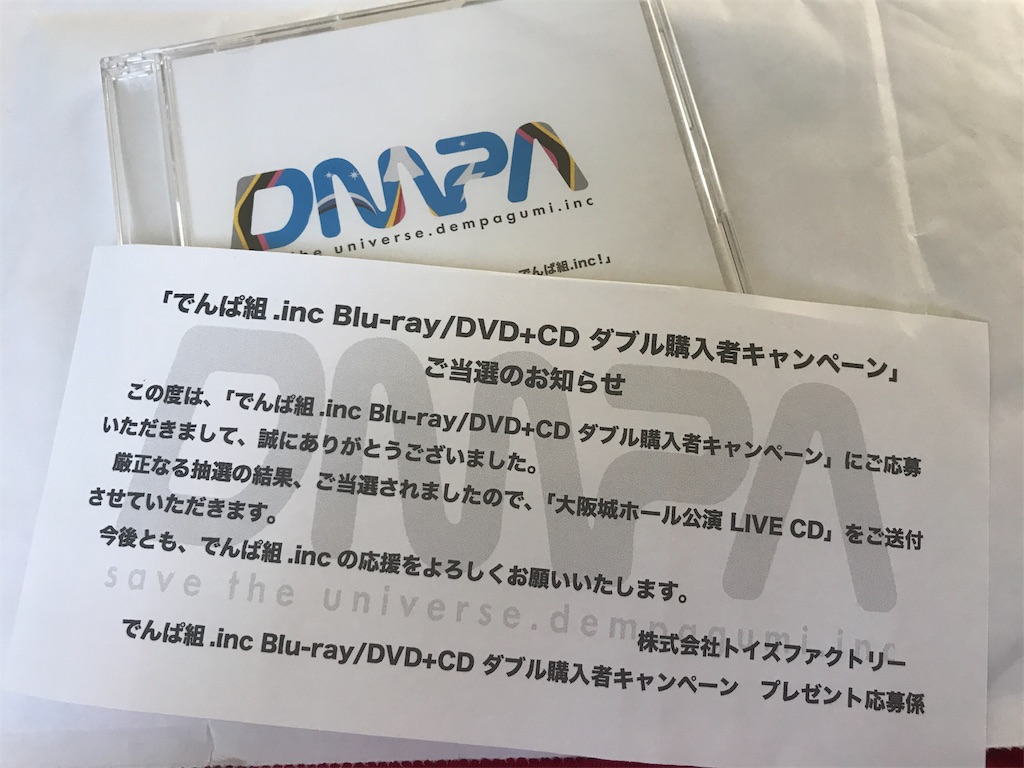 DMPA
the universe.dempagumi.inc
でんぱ組.inc！」
「でんぱ組.inc Blu-ray/DVD+CD ダブル購入者キャンペーン」
ご当選のお知らせ
この度は、「でんぱ組.inc Blu-ray/DVD+CD ダブル購入者キャンペーン」にご応募
いただきまして、誠にありがとうございました。
厳正なる抽選の結果、ご当選されましたので、「大阪城ホール公演 LIVE CD」をご送付
させていただきます。
今後とも、でんぱ組.incの応援をよろしくお願いいたします。
DMPA
save the universe.dempagumi.inc
株式会社トイズファクトリー
でんぱ組.inc Blu-ray/DVD+CD ダブル購入者キャンペーン プレゼント応募係